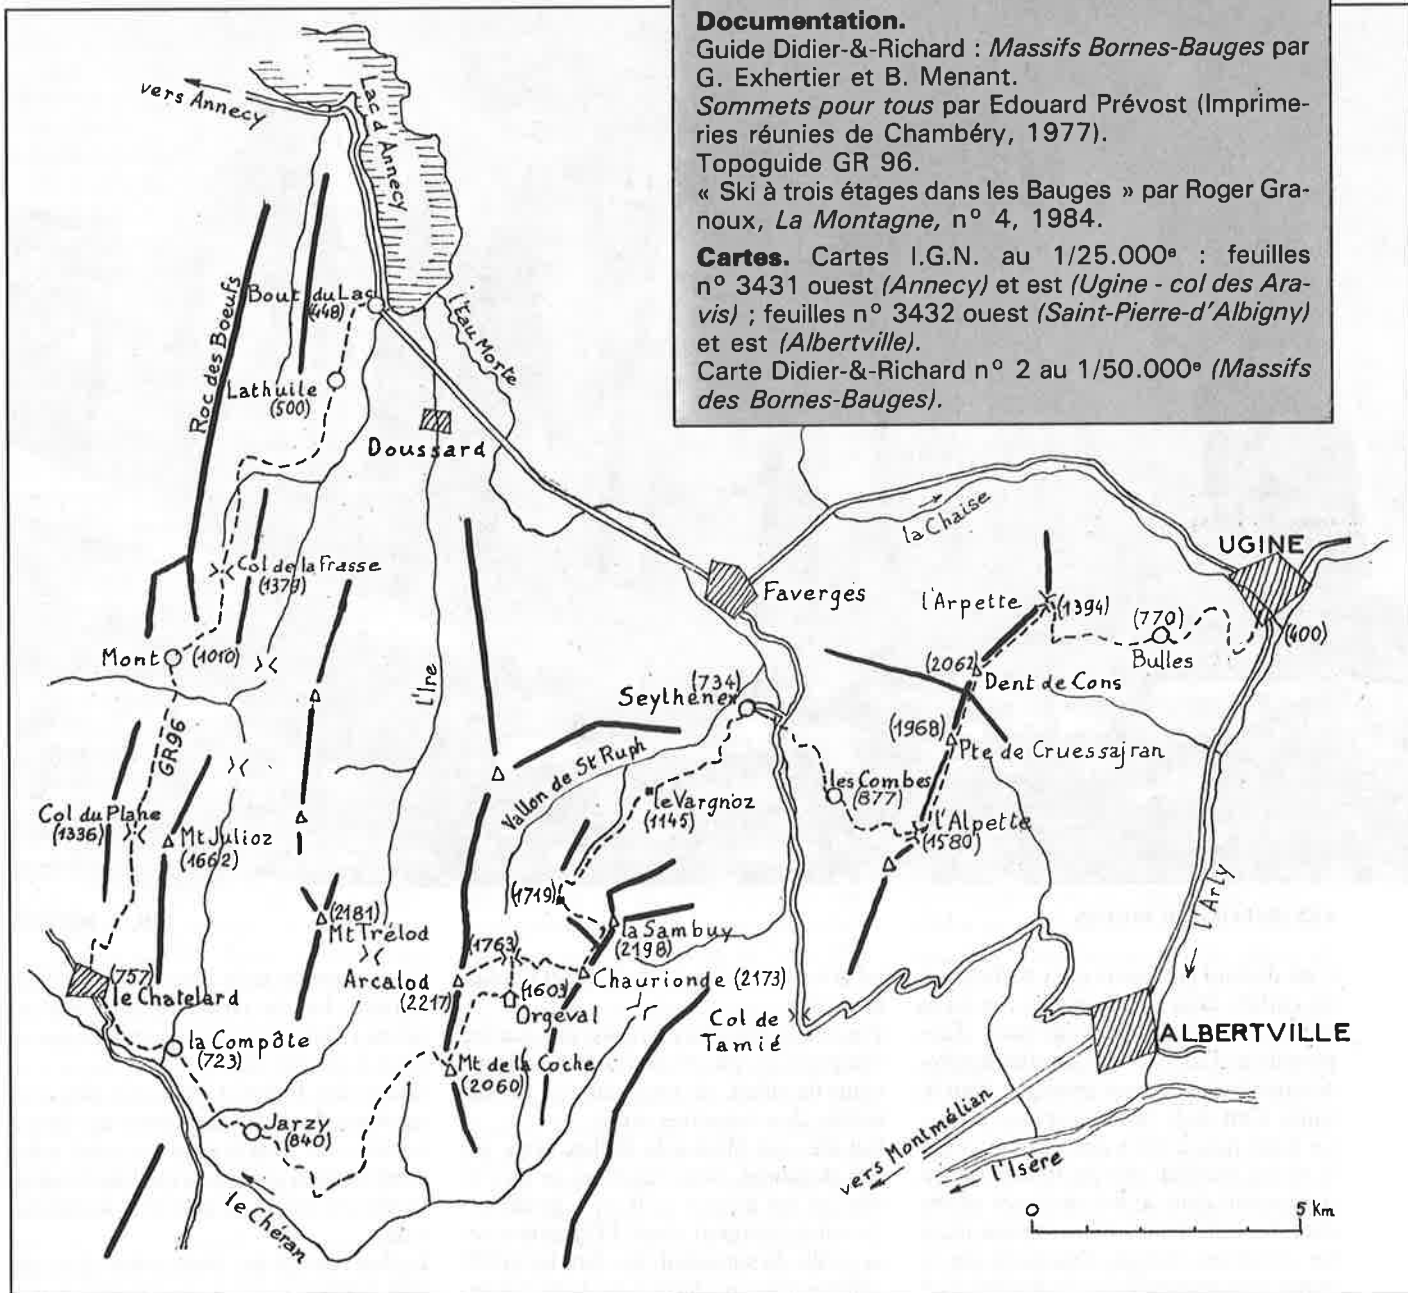 Documentation.
Guide Didier-&-Richard : Massifs Bornes-Bauges par
G. Exhertier et B. Menant.
Sommets pour tous par Edouard Prévost (Imprime-
ries réunies de Chambéry, 1977).
Topoguide GR 96.
« Ski à trois étages dans les Bauges » par Roger Gra-
noux, La Montagne, nº 4, 1984.
Cartes. Cartes I.G.N. au 1/25.000e : feuilles
nº 3431 ouest (Annecy) et est (Ugine - col des Ara-
vis) ; feuilles nº 3432 ouest (Saint-Pierre-d'Albigny)
et est (Albertville).
Carte Didier-&-Richard nº 2 au 1/50.000e (Massifs
des Bornes-Bauges).
vers Annecy
Lac d'Annecy
Roc des Boeufs
Bout du Lac
(448)
l'Eau Morte
Lathuile
(500)
Doussard
la Chaise
UGINE
(400)
Col de la Frasse
(1379)
Faverges
l'Arpette
(1394)
(770)
Bulles
Mont
(1010)
l'Ire
(2062)
Dent de Cons
Seythenex
(734)
(1968)
Pte de Cruessajran
GR96
Vallon de St Ruph
le Vargnoz
(1145)
les Combes
(877)
Col du Plane
(1336)
Mt Julioz
(1662)
l'Alpette
(1580)
l'Arly
(1719)
(2181)
Mt Trélod
la Sambuy
(2198)
(1763)
Arcalod
(2217)
(1603)
Orgeval
Chaurionde (2173)
(757)
le Chatelard
Col de
Tamié
la Compôte
(723)
ALBERTVILLE
Mt de la Coche
(2060)
Jarzy
(840)
vers Montmélian
l'Isère
le Chéran
0
5 km